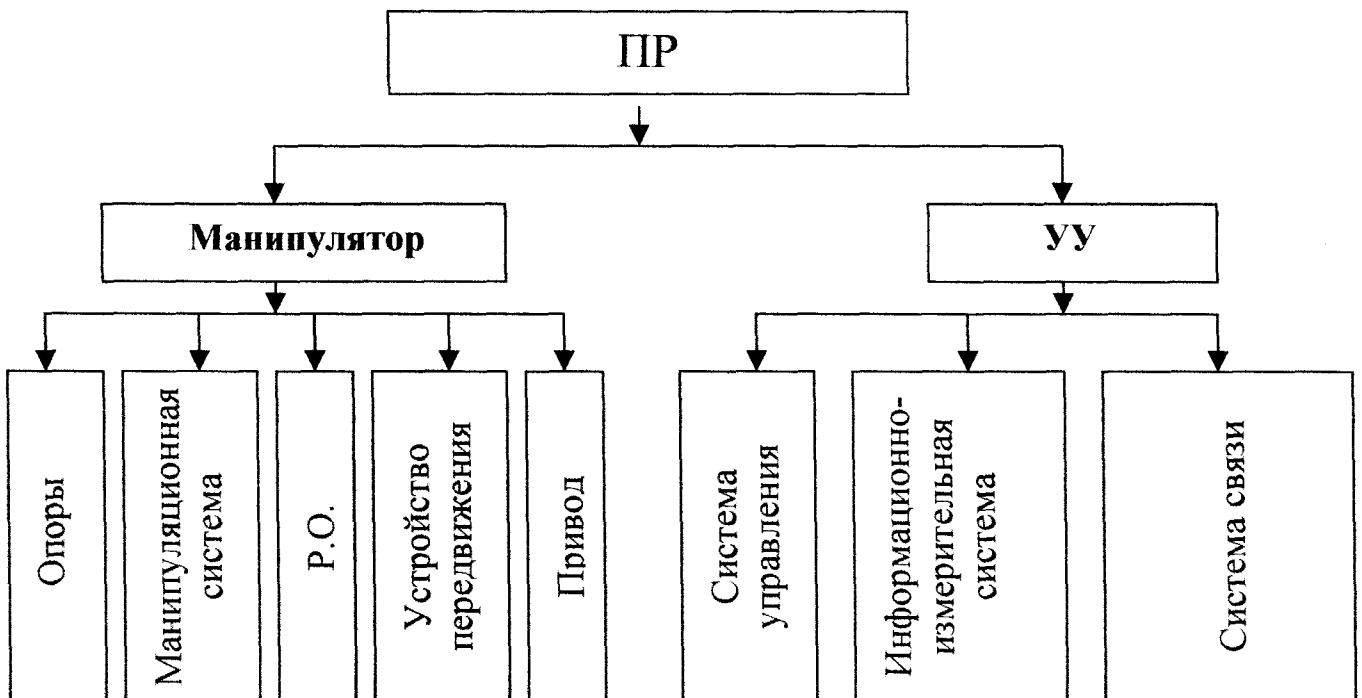 ПР
Манипулятор
УУ
Опоры
Манипуляционная
система
Р.О.
Устройство
передвижения
Привод
Система
управления
Информационно-
измерительная
система
Система связи